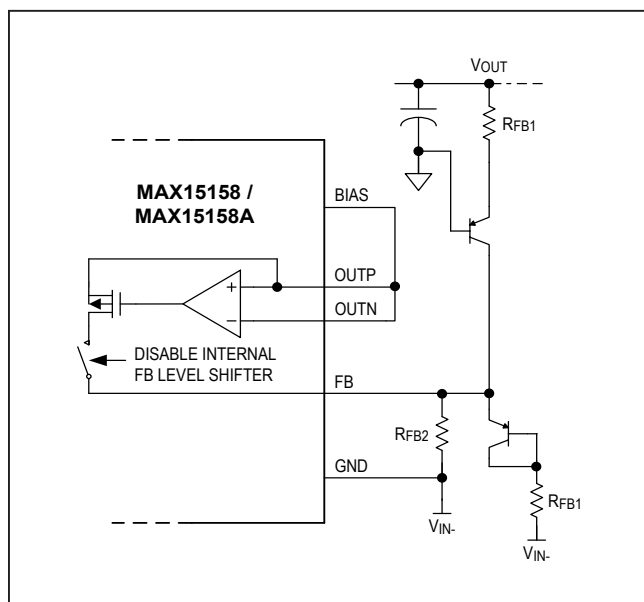 VOUT
RFB1
MAX15158 /
MAX15158A
BIAS
OUTP
+
OUTN
−
DISABLE INTERNAL
FB LEVEL SHIFTER
FB
RFB2
GND
RFB1
VIN-
VIN-